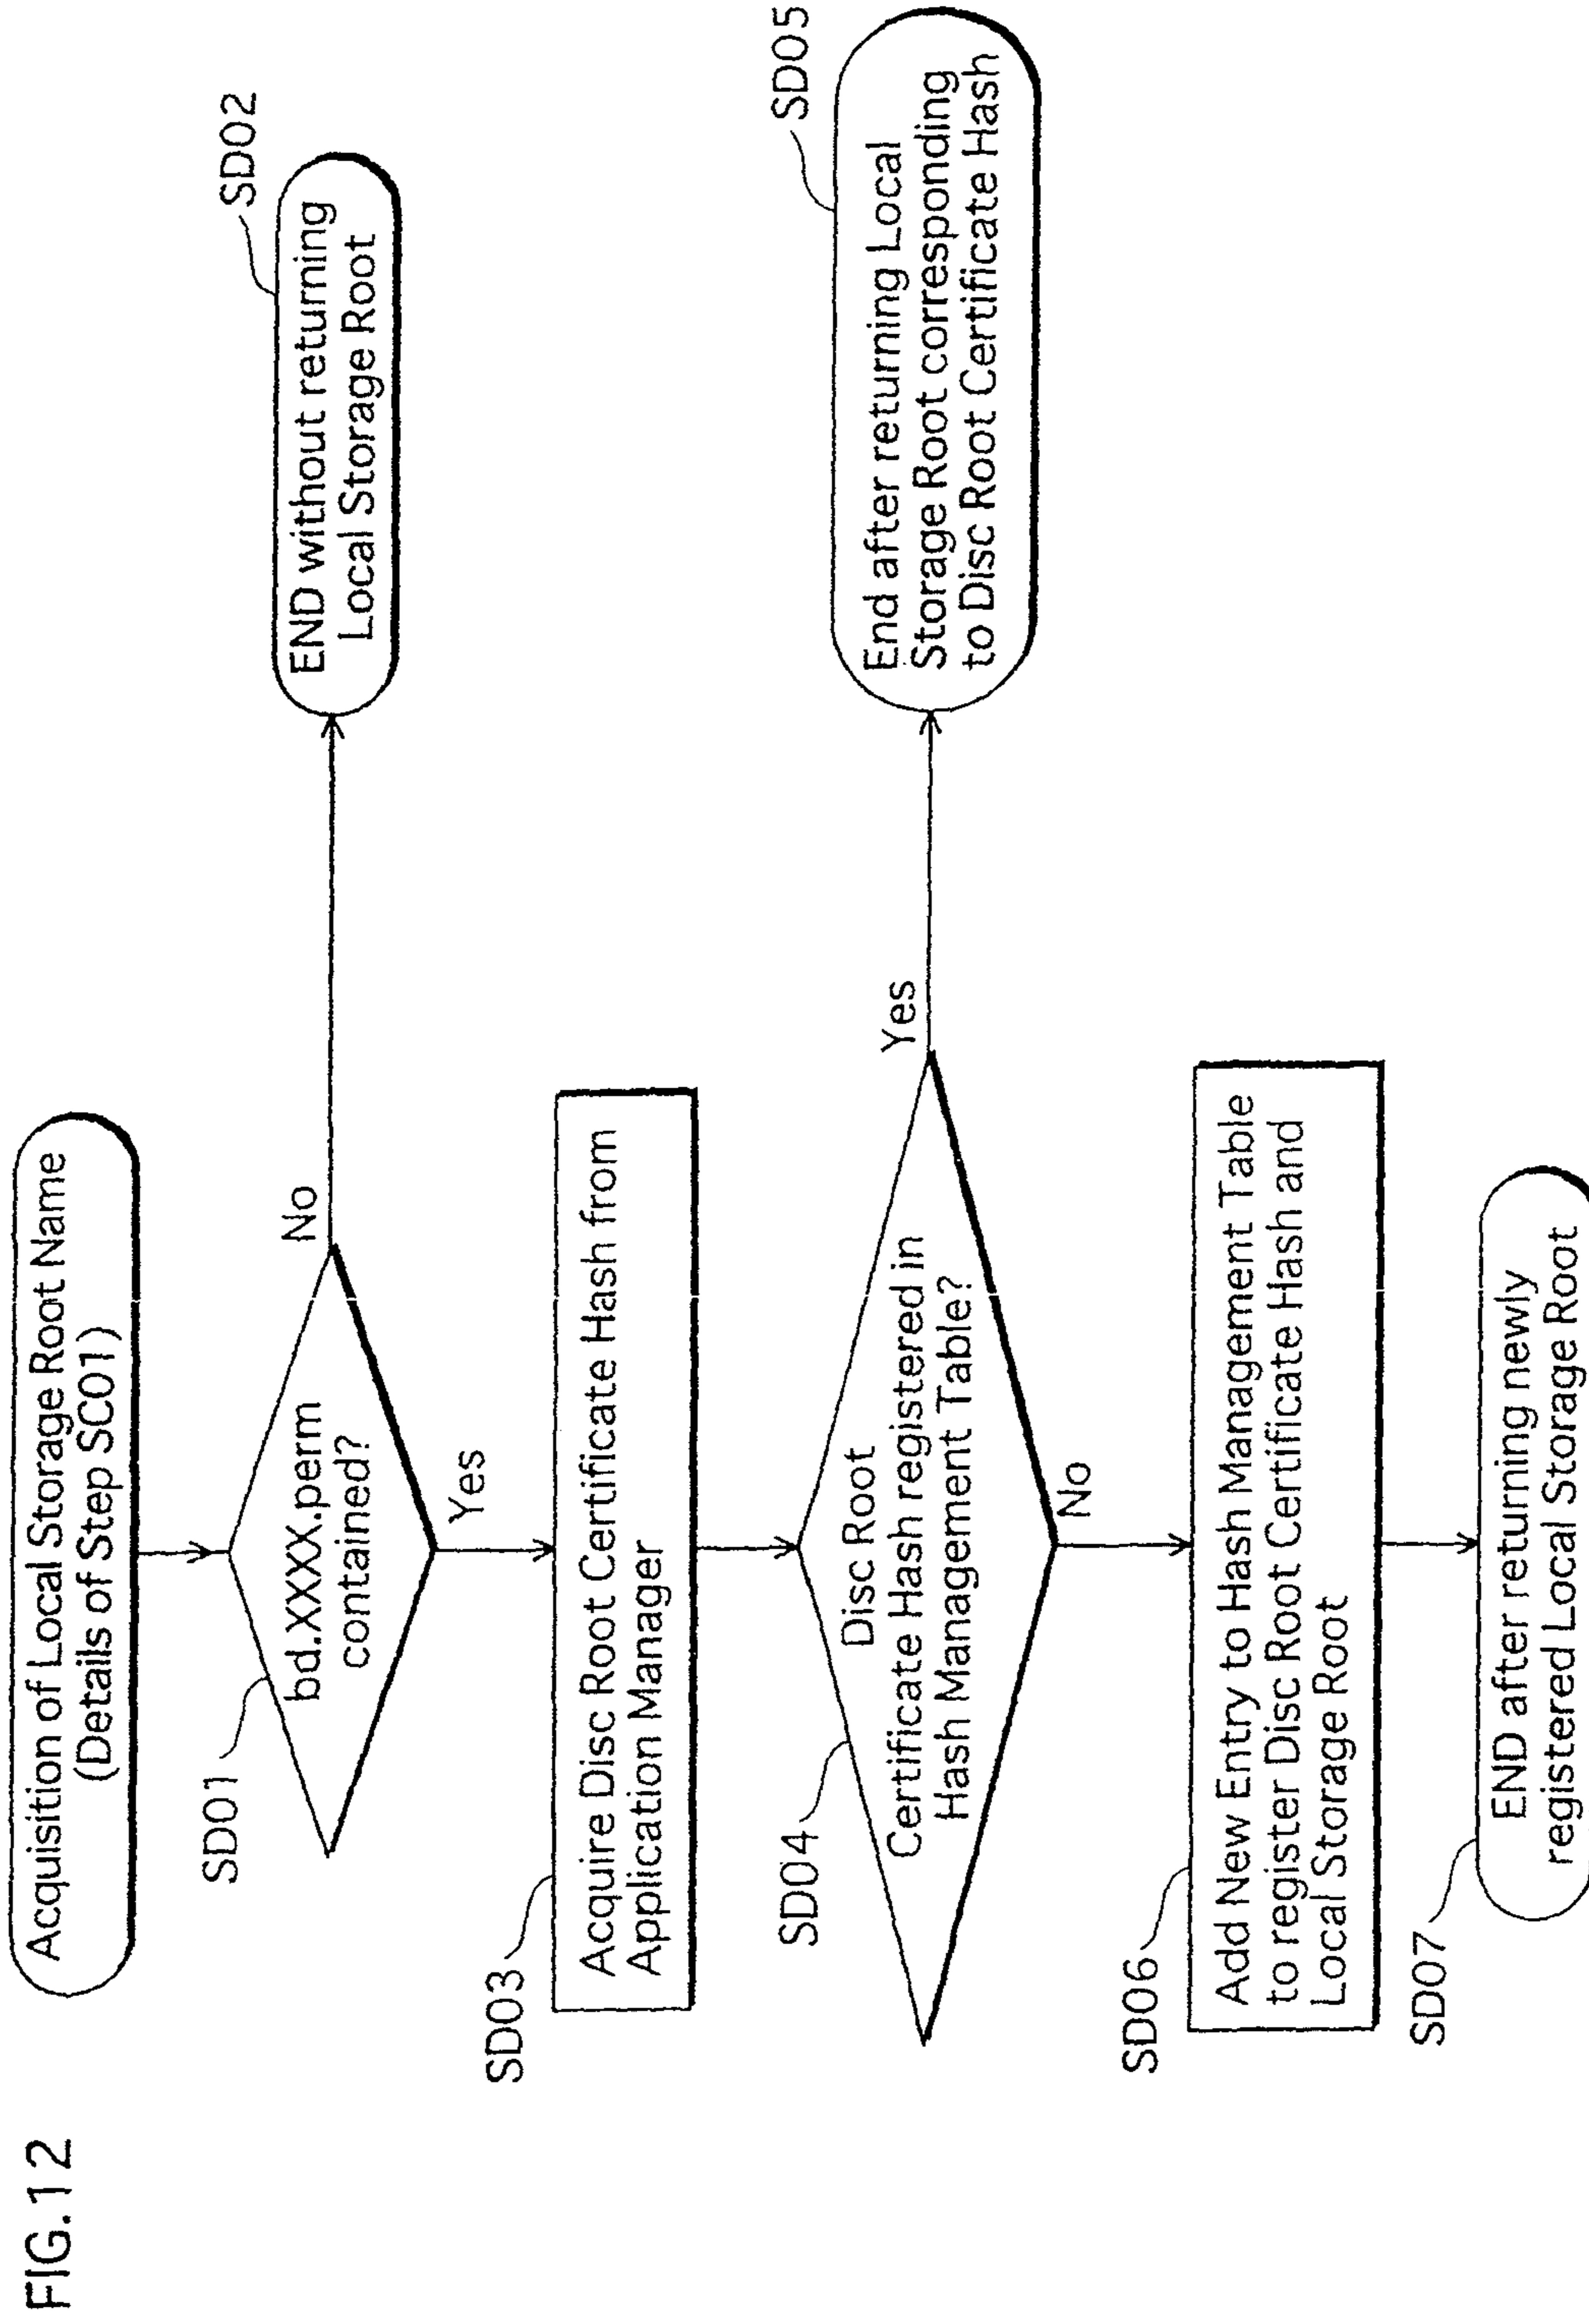 FIG.12
Acquisition of Local Storage Root Name
(Details of Step SC01)
SD01
bd.XXXX.perm
contained?
No
SD02
END without returning
Local Storage Root
Yes
SD03
Acquire Disc Root Certificate Hash from
Application Manager
SD04
Disc Root
Certificate Hash registered in
Hash Management Table?
Yes
SD05
End after returning Local
Storage Root corresponding
to Disc Root Certificate Hash
No
SD06
Add New Entry to Hash Management Table
to register Disc Root Certificate Hash and
Local Storage Root
SD07
END after returning newly
registered Local Storage Root